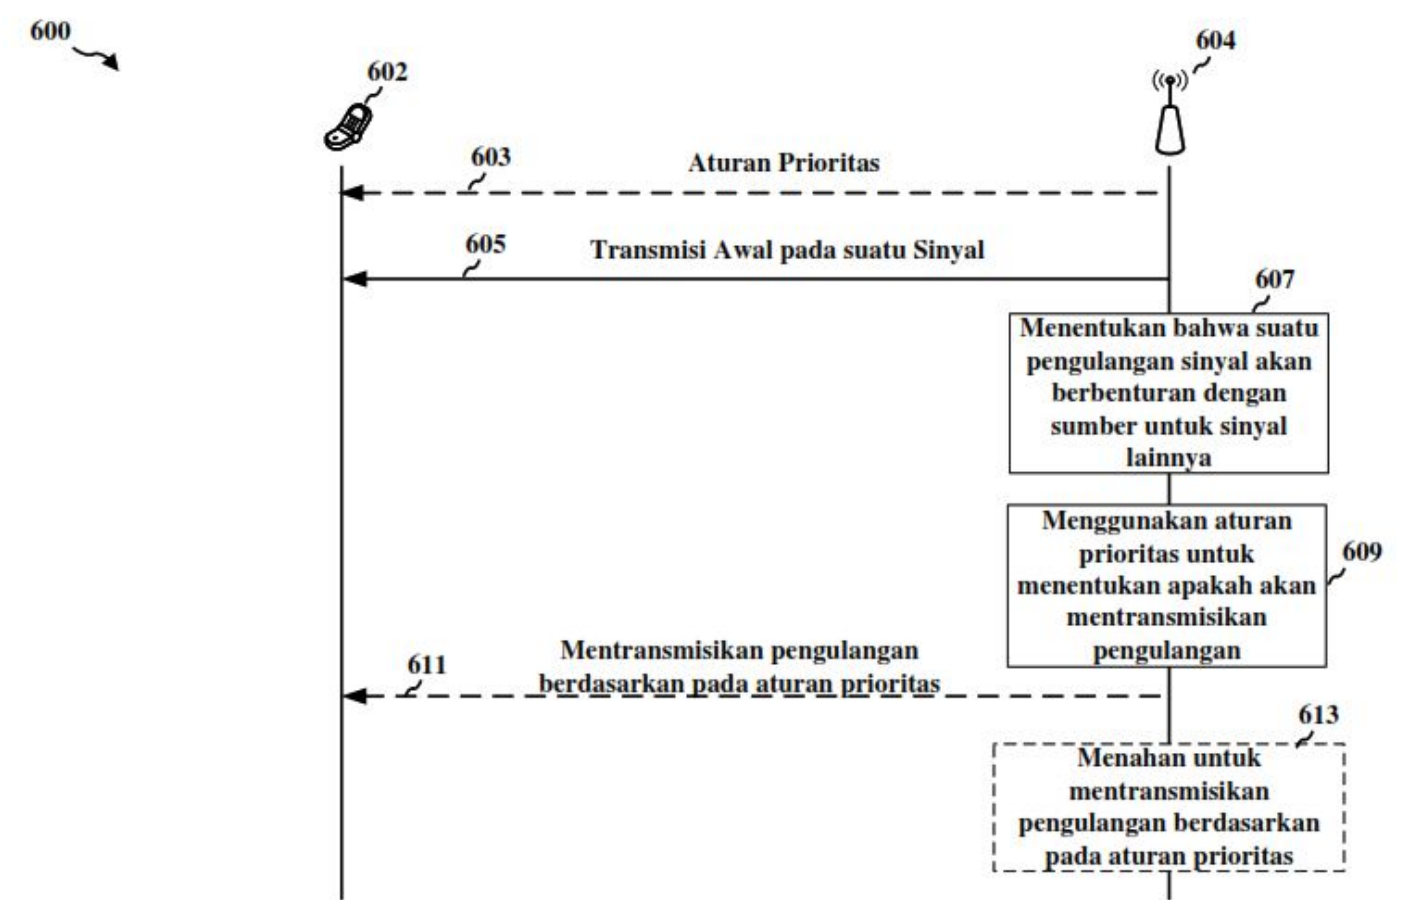 600
602
604
603
Aturan Prioritas
605
Transmisi Awal pada suatu Sinyal
607
Menentukan bahwa suatu
pengulangan sinyal akan
berbenturan dengan
sumber untuk sinyal
lainnya
Menggunakan aturan
prioritas untuk
menentukan apakah akan
mentransmisikan
pengulangan
609
611
Mentransmisikan pengulangan
berdasarkan pada aturan prioritas
613
Menahan untuk
mentransmisikan
pengulangan berdasarkan
pada aturan prioritas